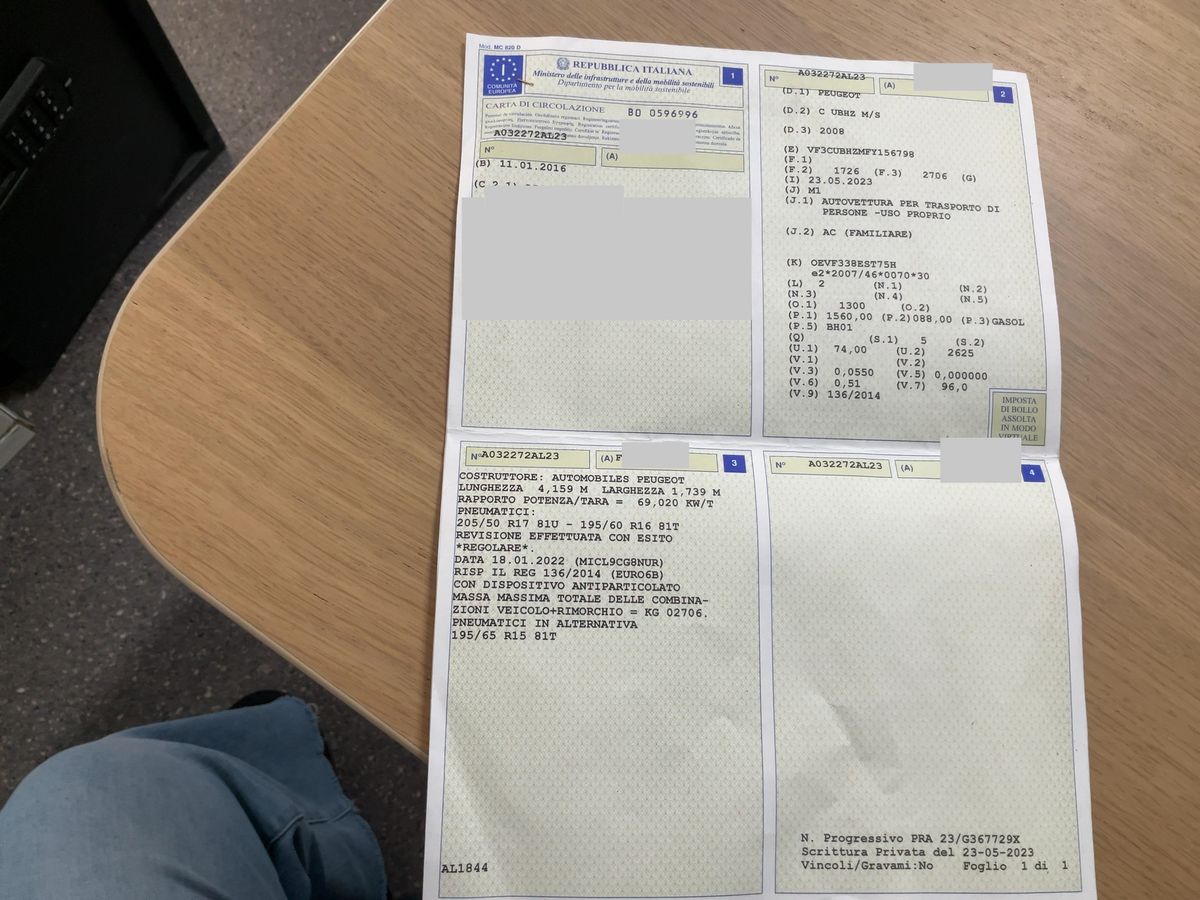 Mod. MC 820 D
COMUNITÀ
EUROPEA
I
REPUBBLICA ITALIANA
Ministero delle infrastrutture e della mobilità sostenibili
Dipartimento per la mobilità sostenibile
1
CARTA DI CIRCOLAZIONE
BO 0596996
A032272AL23
N°
(A)
(B) 11.01.2016
(C 2 1)
N° A032272AL23 (A)
2
(D.1) PEUGEOT
(D.2) C UBHZ M/S
(D.3) 2008
(E) VF3CUBHZMFY156798
(F.1)
(F.2) 1726 (F.3) 2706 (G)
(I) 23.05.2023
(J) M1
(J.1) AUTOVETTURA PER TRASPORTO DI
PERSONE -USO PROPRIO
(J.2) AC (FAMILIARE)
(K) OEVF338EST75H
e2*2007/46*0070*30
(L) 2 (N.1) (N.2)
(N.3) (N.4) (N.5)
(O.1) 1300 (O.2)
(P.1) 1560,00 (P.2)088,00 (P.3)GASOL
(P.5) BH01
(Q) (S.1) 5 (S.2)
(U.1) 74,00 (U.2) 2625
(V.1) (V.2)
(V.3) 0,0550 (V.5) 0,000000
(V.6) 0,51 (V.7) 96,0
(V.9) 136/2014
IMPOSTA
DI BOLLO
ASSOLTA
IN MODO
VIRTUALE
N° A032272AL23 (A) F
3
COSTRUTTORE: AUTOMOBILES PEUGEOT
LUNGHEZZA 4,159 M LARGHEZZA 1,739 M
RAPPORTO POTENZA/TARA = 69,020 KW/T
PNEUMATICI:
205/50 R17 81U - 195/60 R16 81T
REVISIONE EFFETTUATA CON ESITO
*REGOLARE*.
DATA 18.01.2022 (MICL9CG8NUR)
RISP IL REG 136/2014 (EURO6B)
CON DISPOSITIVO ANTIPARTICOLATO
MASSA MASSIMA TOTALE DELLE COMBINA-
ZIONI VEICOLO+RIMORCHIO = KG 02706.
PNEUMATICI IN ALTERNATIVA
195/65 R15 81T
AL1844
N° A032272AL23 (A)
4
N. Progressivo PRA 23/G367729X
Scrittura Privata del 23-05-2023
Vincoli/Gravami:No Foglio 1 di 1